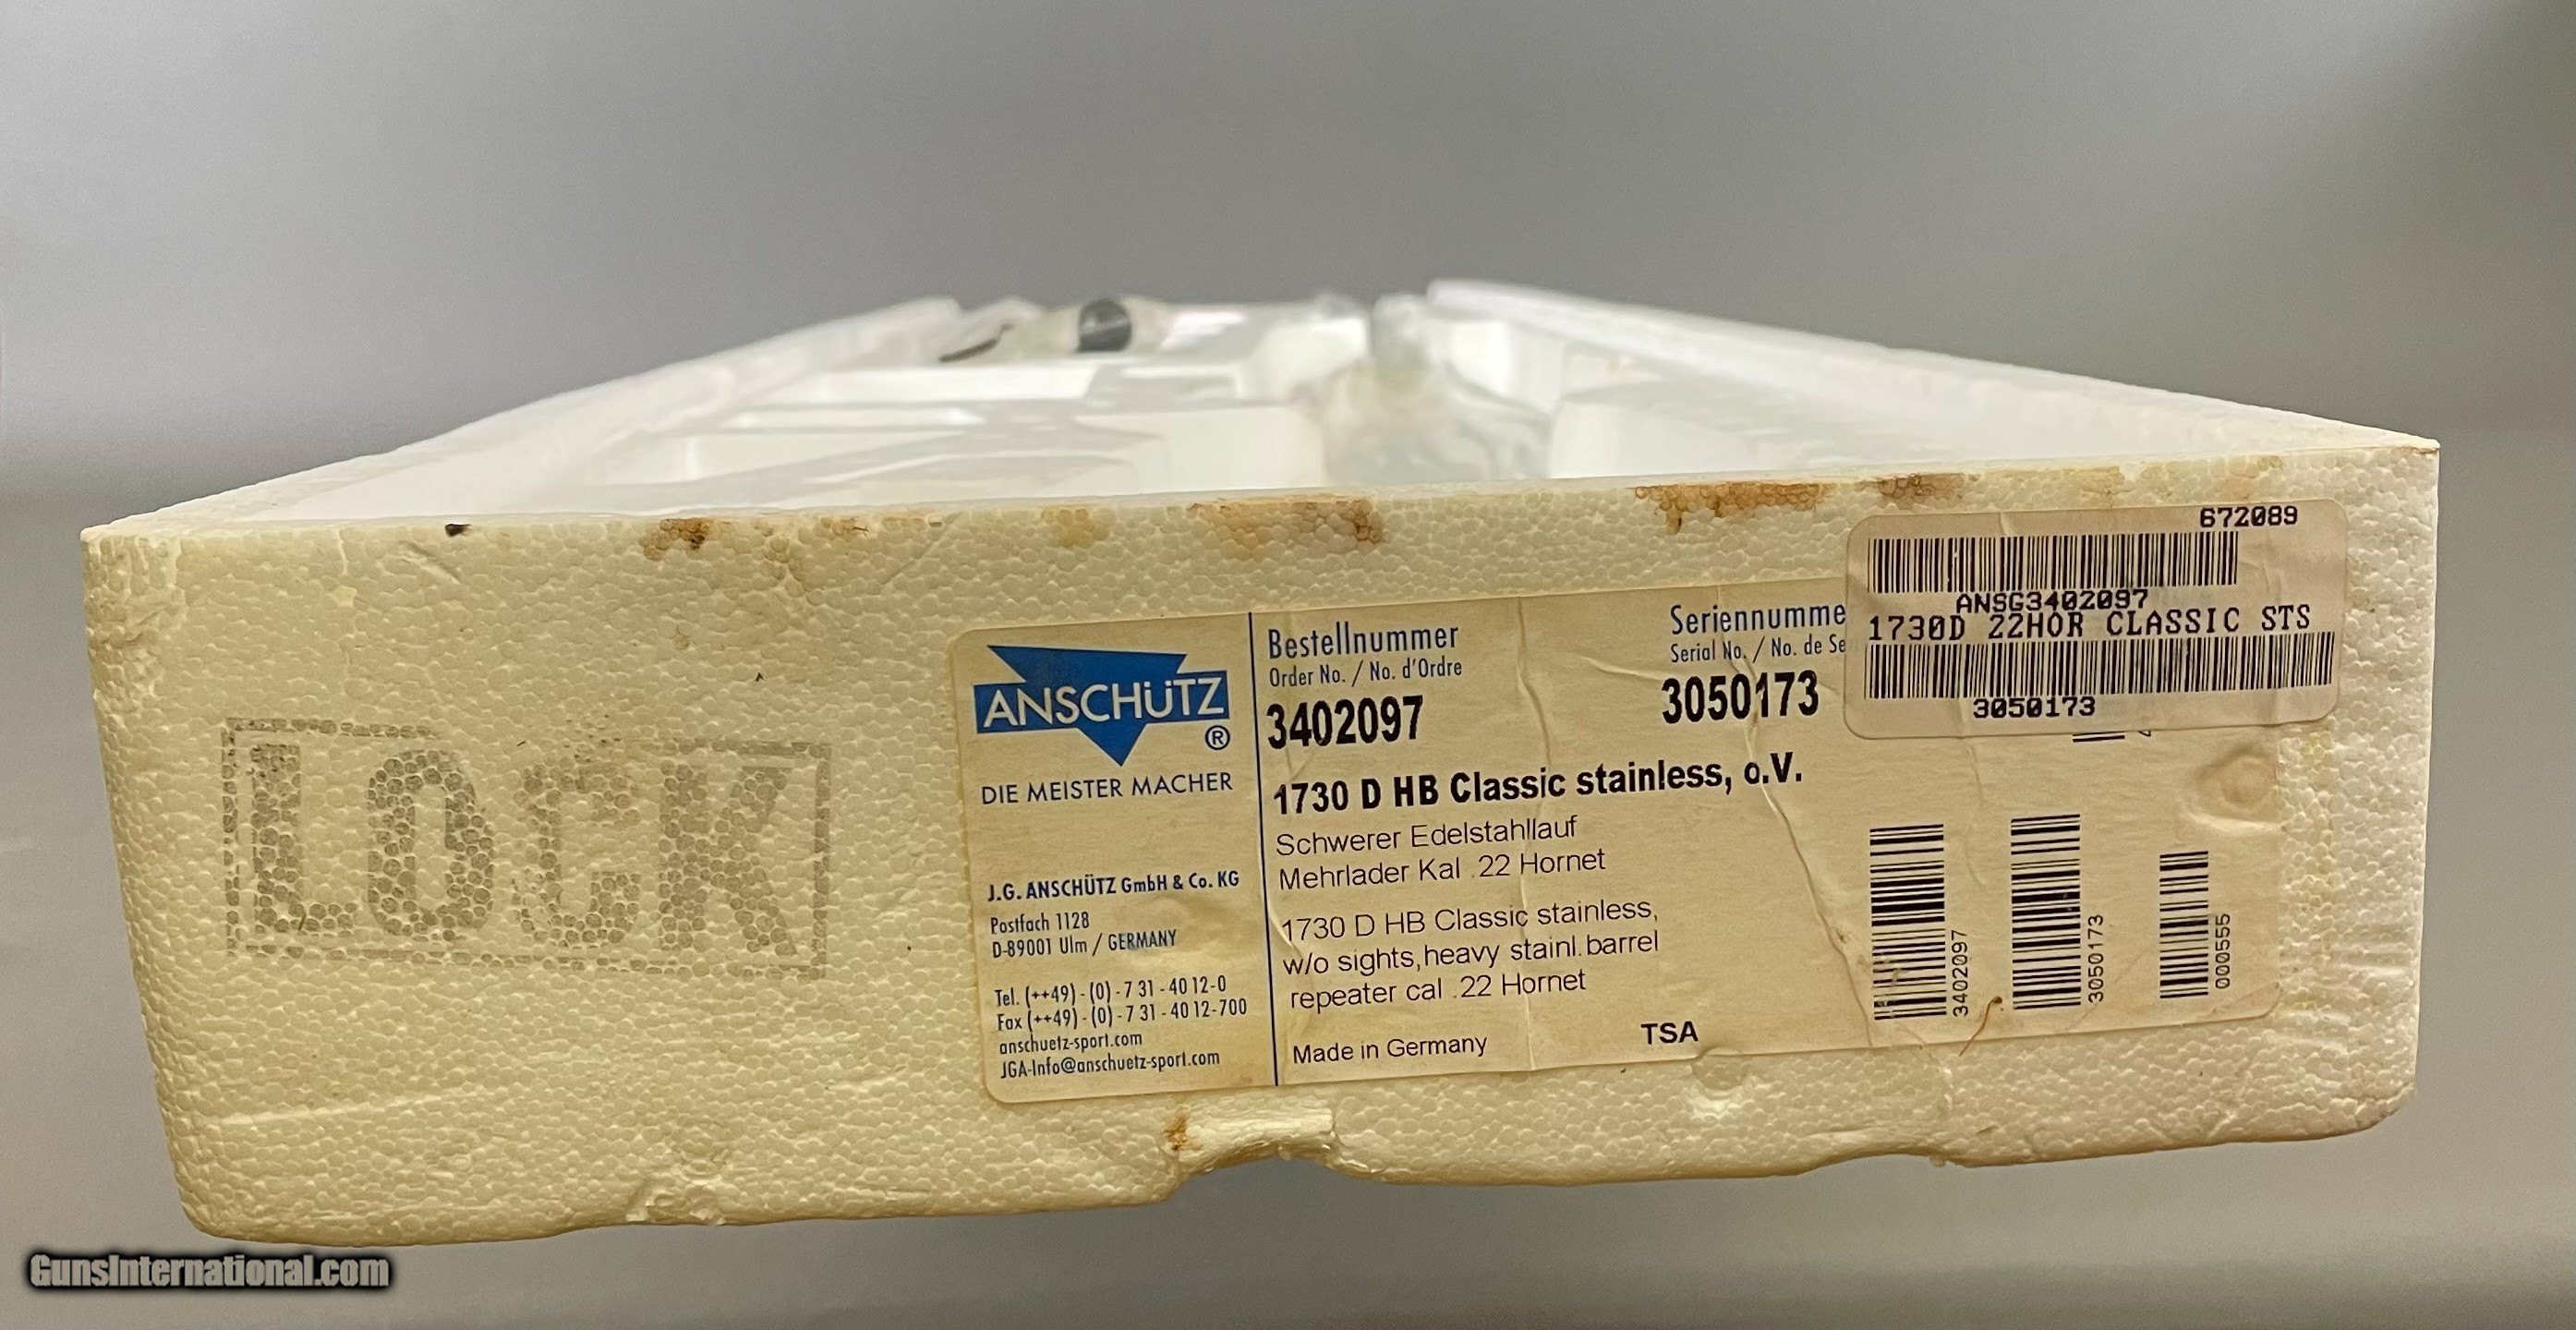 672089
ANSG3402097
1730D 22HOR CLASSIC STS
3050173
LOCK
ANSCHÜTZ
®
DIE MEISTER MACHER
J.G. ANSCHÜTZ GmbH & Co. KG
Postfach 1128
D-89001 Ulm / GERMANY
Tel. (++49) - (0) - 7 31 - 40 12-0
Fax (++49) - (0) - 7 31 - 40 12-700
anschuetz-sport.com
JGA-Info@anschuetz-sport.com
Bestellnummer
Order No. / No. d'Ordre
3402097
Seriennumme
Serial No. / No. de Se
3050173
1730 D HB Classic stainless, o.V.
Schwerer Edelstahllauf
Mehrlader Kal .22 Hornet
1730 D HB Classic stainless,
w/o sights,heavy stainl.barrel
repeater cal .22 Hornet
Made in Germany
TSA
3402097
3050173
000555
GunsInternational.com